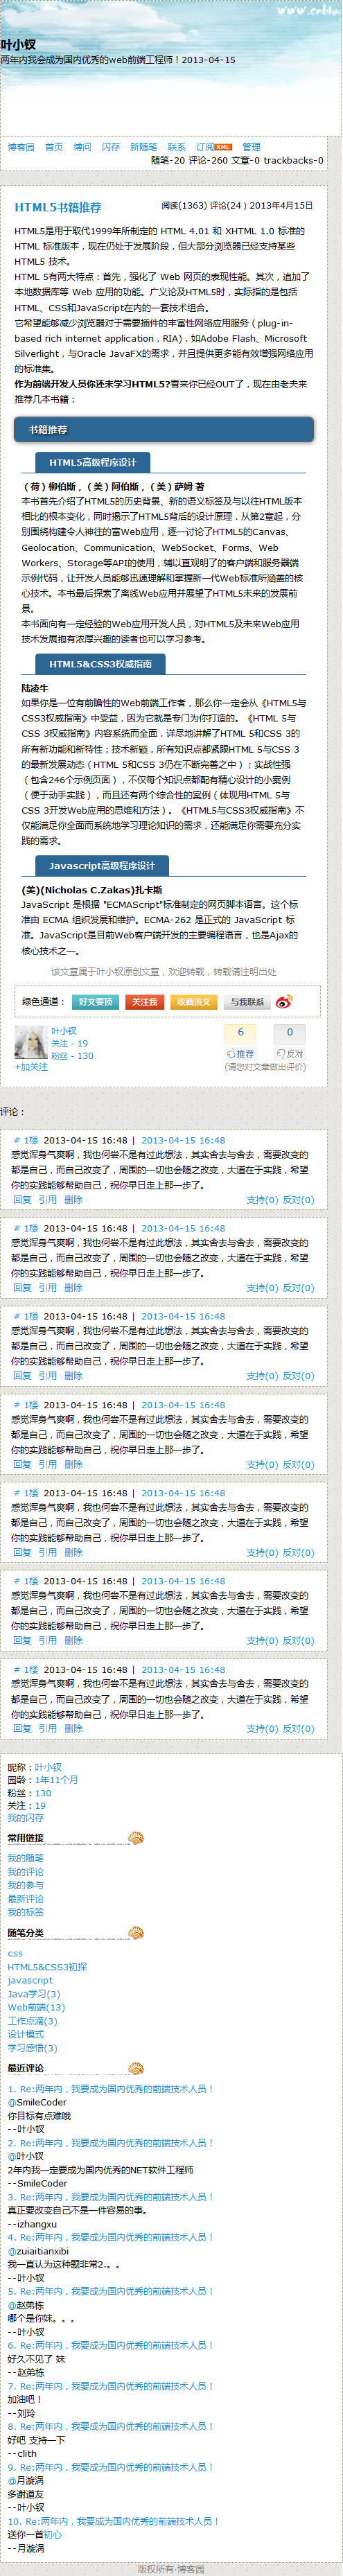 www.cnblo
叶小钗
两年内我会成为国内优秀的web前端工程师！2013-04-15
博客园 首页 博问 闪存 新随笔 联系 订阅XML 管理
随笔-20 评论-260 文章-0 trackbacks-0
HTML5书籍推荐 阅读(1363) 评论(24 ) 2013年4月15日
HTML5是用于取代1999年所制定的 HTML 4.01 和 XHTML 1.0 标准的
HTML 标准版本，现在仍处于发展阶段，但大部分浏览器已经支持某些
HTML5 技术。
HTML 5有两大特点：首先，强化了 Web 网页的表现性能。其次，追加了
本地数据库等 Web 应用的功能。广义论及HTML5时，实际指的是包括
HTML、CSS和JavaScript在内的一套技术组合。
它希望能够减少浏览器对于需要插件的丰富性网络应用服务（plug-in-
based rich internet application，RIA)，如Adobe Flash、Microsoft
Silverlight，与Oracle JavaFX的需求，并且提供更多能有效增强网络应用
的标准集。
作为前端开发人员你还未学习HTML5?看来你已经OUT了，现在由老夫来
推荐几本书籍：
书籍推荐
HTML5高级程序设计
（荷）柳伯斯，（美）阿伯斯，（美）萨姆 著
本书首先介绍了HTML5的历史背景、新的语义标签及与以往HTML版本
相比的根本变化，同时揭示了HTML5背后的设计原理，从第2章起，分
别围绕构建令人神往的富Web应用，逐一讨论了HTML5的Canvas、
Geolocation、Communication、WebSocket、Forms、Web
Workers、Storage等API的使用，辅以直观明了的客户端和服务器端
示例代码，让开发人员能够迅速理解和掌握新一代Web标准所涵盖的核
心技术。本书最后探索了离线Web应用并展望了HTML5未来的发展前
景。
本书面向有一定经验的Web应用开发人员，对HTML5及未来Web应用
技术发展抱有浓厚兴趣的读者也可以学习参考。
HTML5&CSS3权威指南
陆凌牛
如果你是一位有前瞻性的Web前端工作者，那么你一定会从《HTML5与
CSS3权威指南》中受益，因为它就是专门为你打造的。《HTML 5与
CSS 3权威指南》内容系统而全面，详尽地讲解了HTML 5和CSS 3的
所有新功能和新特性；技术新颖，所有知识点都紧跟HTML 5与CSS 3
的最新发展动态（HTML 5和CSS 3仍在不断完善之中）；实战性强
（包含246个示例页面），不仅每个知识点都配有精心设计的小案例
（便于动手实践），而且还有两个综合性的案例（体现用HTML 5与
CSS 3开发Web应用的思维和方法）。《HTML5与CSS3权威指南》不
仅能满足你全面而系统地学习理论知识的需求，还能满足你需要充分实
践的需求。
Javascript高级程序设计
(美)(Nicholas C.Zakas)扎卡斯
JavaScript 是根据 "ECMAScript"标准制定的网页脚本语言。这个标
准由 ECMA 组织发展和维护。ECMA-262 是正式的 JavaScript 标
准。JavaScript是目前Web客户端开发的主要编程语言，也是Ajax的
核心技术之一。
该文章属于叶小钗原创文章，欢迎转载，转载请注明出处
绿色通道： 好文要顶 关注我 收藏该文 与我联系
叶小钗
关注 - 19
粉丝 - 130
+加关注
6 0
推荐 反对
(请您对文章做出评价)
评论：
# 1楼 2013-04-15 16:48 | 2013-04-15 16:48
感觉浑身气爽啊，我也何尝不是有过此想法，其实舍去与舍去，需要改变的
都是自己，而自己改变了，周围的一切也会随之改变，大道在于实践，希望
你的实践能够帮助自己，祝你早日走上那一步了。
回复 引用 删除 支持(0) 反对(0)
# 1楼 2013-04-15 16:48 | 2013-04-15 16:48
感觉浑身气爽啊，我也何尝不是有过此想法，其实舍去与舍去，需要改变的
都是自己，而自己改变了，周围的一切也会随之改变，大道在于实践，希望
你的实践能够帮助自己，祝你早日走上那一步了。
回复 引用 删除 支持(0) 反对(0)
# 1楼 2013-04-15 16:48 | 2013-04-15 16:48
感觉浑身气爽啊，我也何尝不是有过此想法，其实舍去与舍去，需要改变的
都是自己，而自己改变了，周围的一切也会随之改变，大道在于实践，希望
你的实践能够帮助自己，祝你早日走上那一步了。
回复 引用 删除 支持(0) 反对(0)
# 1楼 2013-04-15 16:48 | 2013-04-15 16:48
感觉浑身气爽啊，我也何尝不是有过此想法，其实舍去与舍去，需要改变的
都是自己，而自己改变了，周围的一切也会随之改变，大道在于实践，希望
你的实践能够帮助自己，祝你早日走上那一步了。
回复 引用 删除 支持(0) 反对(0)
# 1楼 2013-04-15 16:48 | 2013-04-15 16:48
感觉浑身气爽啊，我也何尝不是有过此想法，其实舍去与舍去，需要改变的
都是自己，而自己改变了，周围的一切也会随之改变，大道在于实践，希望
你的实践能够帮助自己，祝你早日走上那一步了。
回复 引用 删除 支持(0) 反对(0)
# 1楼 2013-04-15 16:48 | 2013-04-15 16:48
感觉浑身气爽啊，我也何尝不是有过此想法，其实舍去与舍去，需要改变的
都是自己，而自己改变了，周围的一切也会随之改变，大道在于实践，希望
你的实践能够帮助自己，祝你早日走上那一步了。
回复 引用 删除 支持(0) 反对(0)
# 1楼 2013-04-15 16:48 | 2013-04-15 16:48
感觉浑身气爽啊，我也何尝不是有过此想法，其实舍去与舍去，需要改变的
都是自己，而自己改变了，周围的一切也会随之改变，大道在于实践，希望
你的实践能够帮助自己，祝你早日走上那一步了。
回复 引用 删除 支持(0) 反对(0)
昵称：叶小钗
园龄：1年11个月
粉丝：130
关注：19
我的闪存
常用链接
我的随笔
我的评论
我的参与
最新评论
我的标签
随笔分类
css
HTML5&CSS3初探
javascript
Java学习(3)
Web前端(13)
工作点滴(3)
设计模式
学习感悟(3)
最近评论
1. Re:两年内，我要成为国内优秀的前端技术人员！
@SmileCoder
你目标有点难哦
--叶小钗
2. Re:两年内，我要成为国内优秀的前端技术人员！
@叶小钗
2年内我一定要成为国内优秀的NET软件工程师
--SmileCoder
3. Re:两年内，我要成为国内优秀的前端技术人员！
真正要改变自己不是一件容易的事。
--izhangxu
4. Re:两年内，我要成为国内优秀的前端技术人员！
@zuiaitianxibi
我一直认为这种题非常2.。。
--叶小钗
5. Re:两年内，我要成为国内优秀的前端技术人员！
@赵弟栋
哪个是你妹。。。
--叶小钗
6. Re:两年内，我要成为国内优秀的前端技术人员！
好久不见了 妹
--赵弟栋
7. Re:两年内，我要成为国内优秀的前端技术人员！
加油吧！
--刘玲
8. Re:两年内，我要成为国内优秀的前端技术人员！
好吧 支持一下
--clith
9. Re:两年内，我要成为国内优秀的前端技术人员！
@月漩涡
多谢道友
--叶小钗
10. Re:两年内，我要成为国内优秀的前端技术人员！
送你一首初心
--月漩涡
版权所有·博客园